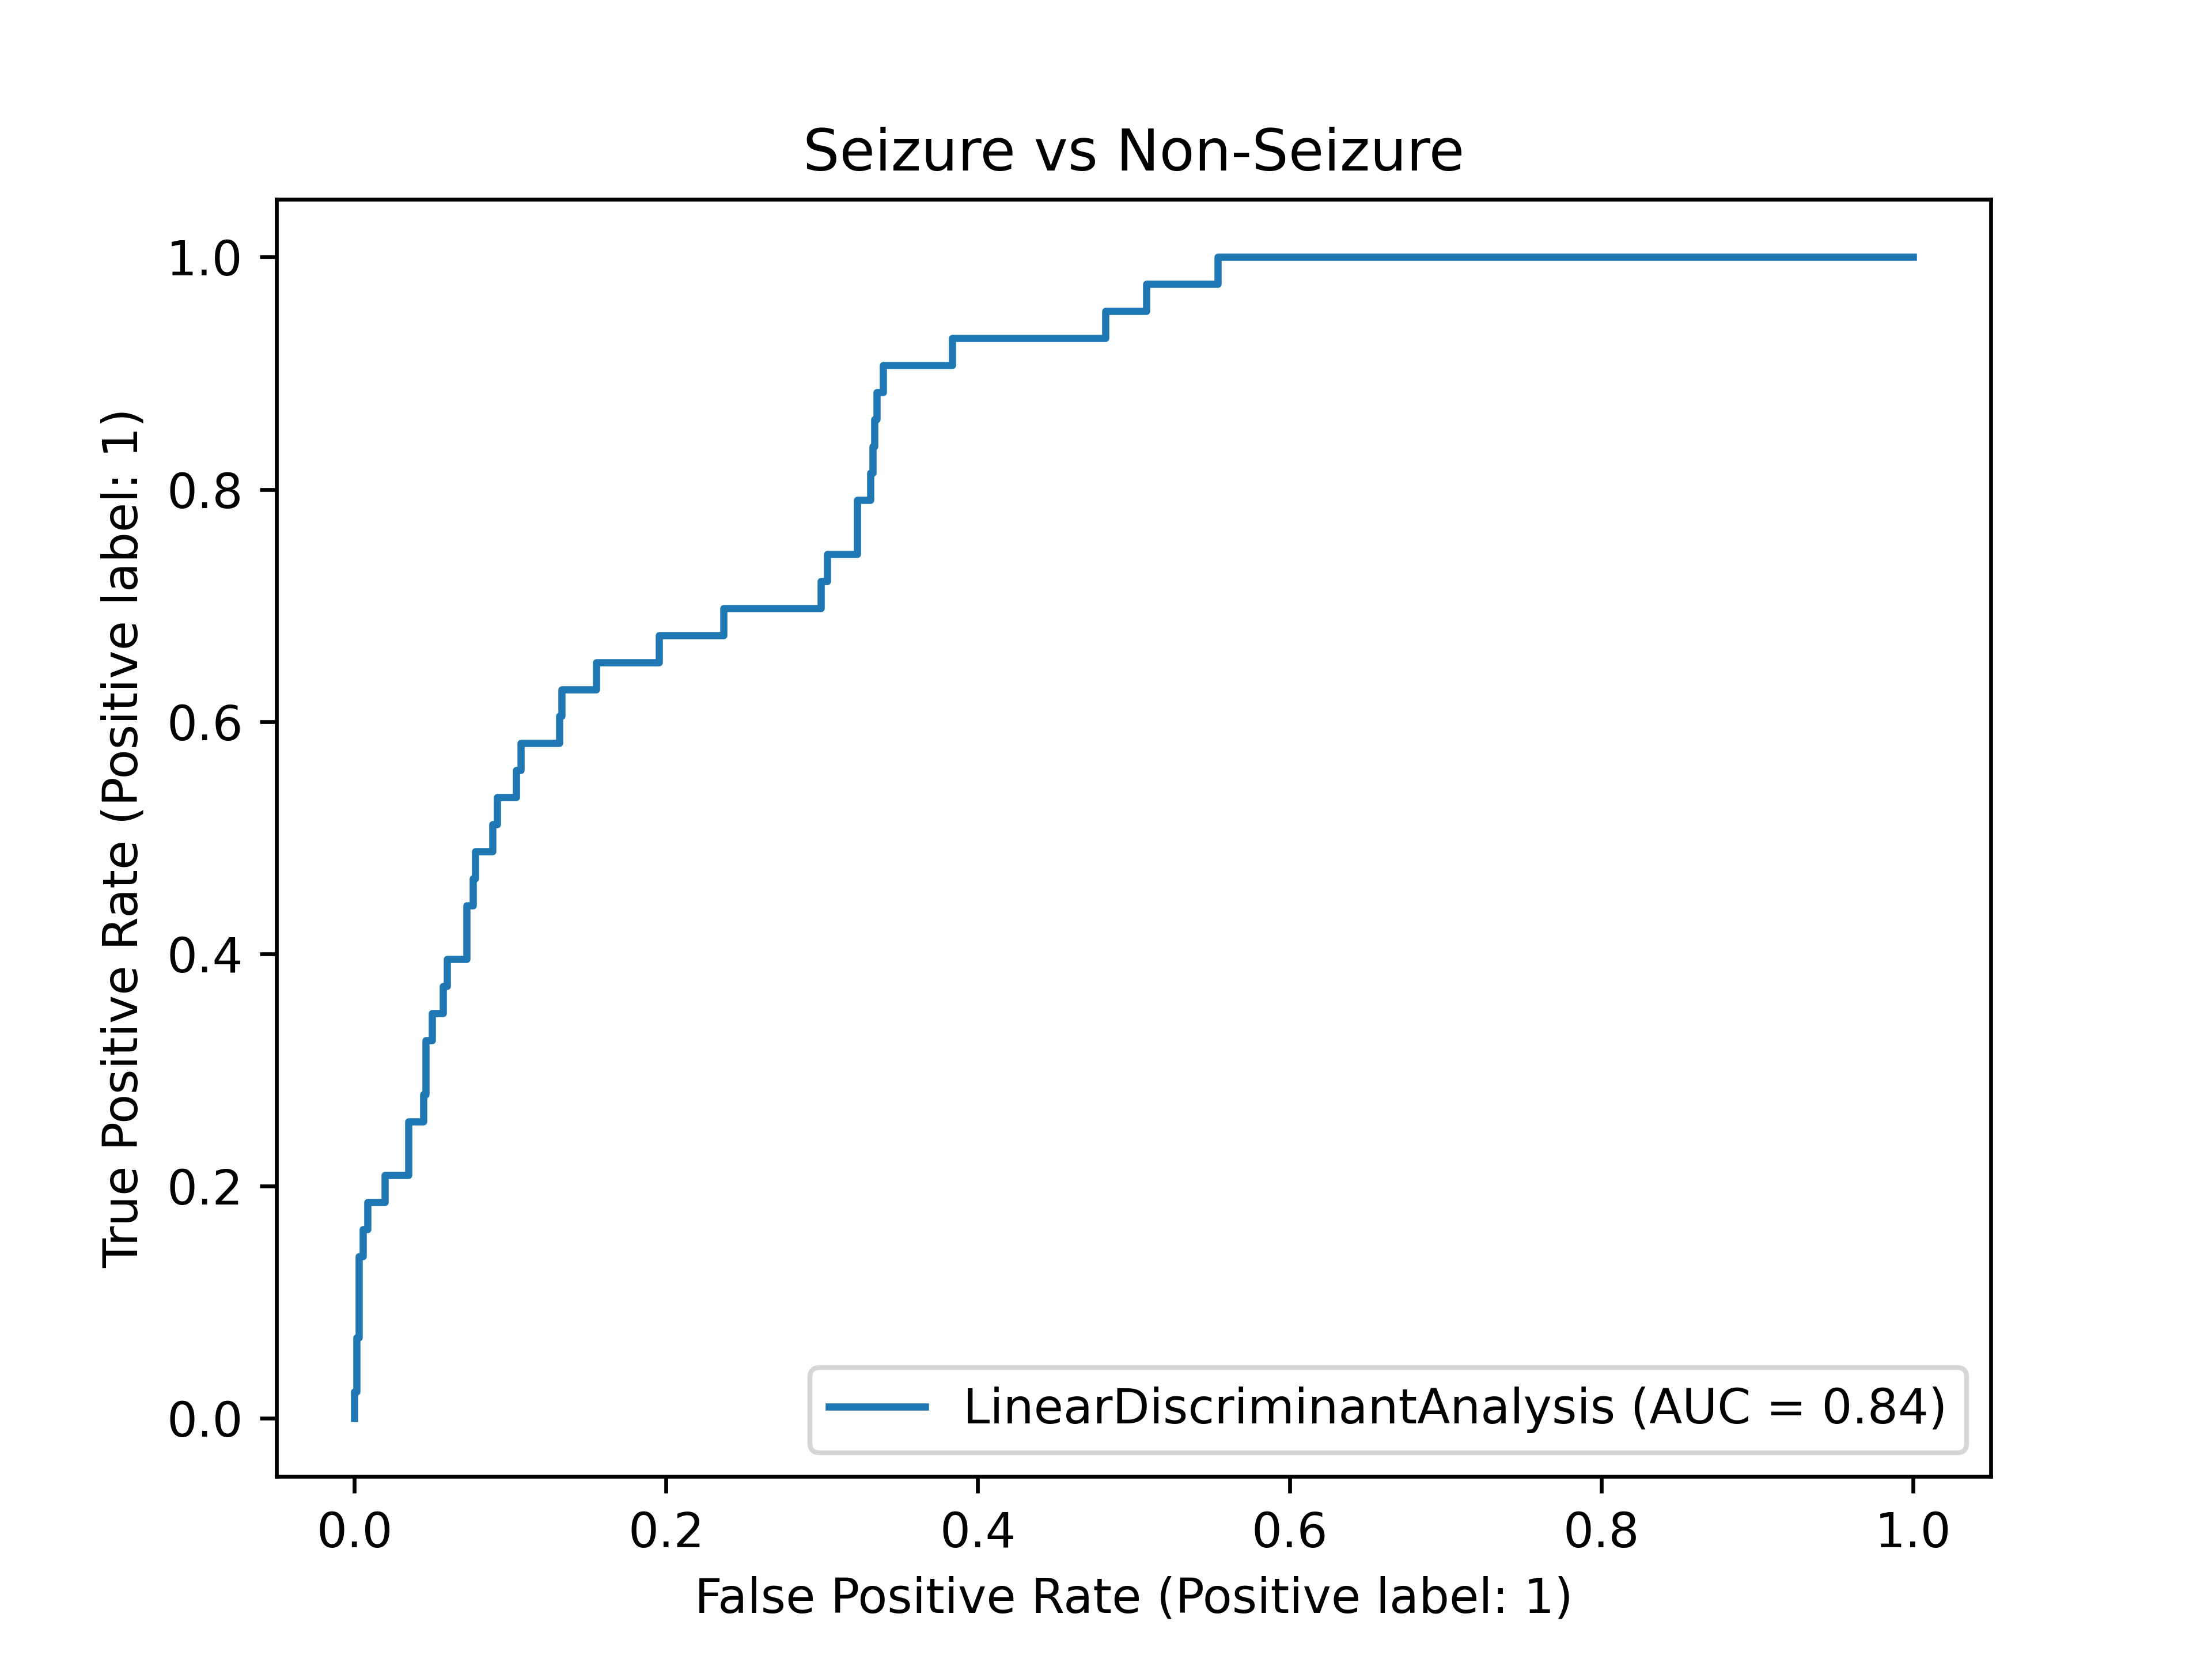 Seizure vs Non-Seizure
1.0
0.8
0.6
0.4
0.2
0.0
True Positive Rate (Positive label: 1)
LinearDiscriminantAnalysis (AUC = 0.84)
0.0 0.2 0.4 0.6 0.8 1.0
False Positive Rate (Positive label: 1)